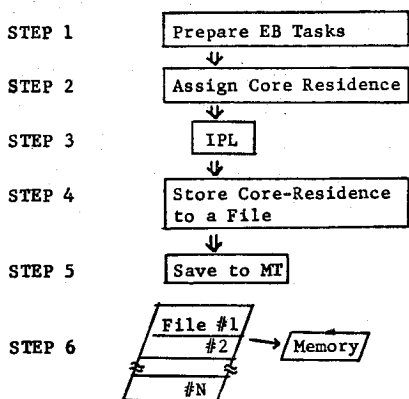 STEP 1 Prepare EB Tasks
STEP 2 Assign Core Residence
STEP 3 IPL
STEP 4 Store Core-Residence
to a File
STEP 5 Save to MT
File #1
STEP 6 #2 Memory
#N